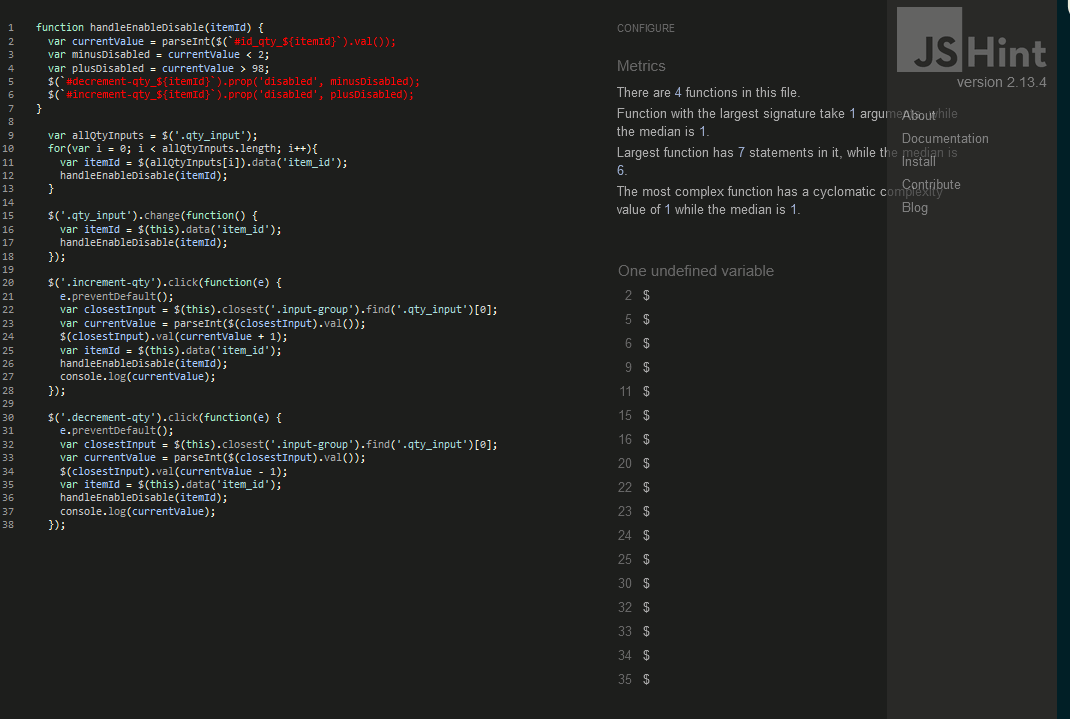 1 function handleEnableDisable(itemId) {
2 var currentValue = parseInt($(`#id_qty_${itemId}`).val());
3 var minusDisabled = currentValue < 2;
4 var plusDisabled = currentValue > 98;
5 $(`#decrement-qty_${itemId}`).prop('disabled', minusDisabled);
6 $(`#increment-qty_${itemId}`).prop('disabled', plusDisabled);
7 }
8
9 var allQtyInputs = $('.qty_input');
10 for(var i = 0; i < allQtyInputs.length; i++){
11 var itemId = $(allQtyInputs[i]).data('item_id');
12 handleEnableDisable(itemId);
13 }
14
15 $('.qty_input').change(function() {
16 var itemId = $(this).data('item_id');
17 handleEnableDisable(itemId);
18 });
19
20 $('.increment-qty').click(function(e) {
21 e.preventDefault();
22 var closestInput = $(this).closest('.input-group').find('.qty_input')[0];
23 var currentValue = parseInt($(closestInput).val());
24 $(closestInput).val(currentValue + 1);
25 var itemId = $(this).data('item_id');
26 handleEnableDisable(itemId);
27 console.log(currentValue);
28 });
29
30 $('.decrement-qty').click(function(e) {
31 e.preventDefault();
32 var closestInput = $(this).closest('.input-group').find('.qty_input')[0];
33 var currentValue = parseInt($(closestInput).val());
34 $(closestInput).val(currentValue - 1);
35 var itemId = $(this).data('item_id');
36 handleEnableDisable(itemId);
37 console.log(currentValue);
38 });
CONFIGURE
Metrics
There are 4 functions in this file.
Function with the largest signature take 1 arguments, while
the median is 1.
Largest function has 7 statements in it, while the median is
6.
The most complex function has a cyclomatic complexity
value of 1 while the median is 1.
One undefined variable
2 $
5 $
6 $
9 $
11 $
15 $
16 $
20 $
22 $
23 $
24 $
25 $
30 $
32 $
33 $
34 $
35 $
JSHint
version 2.13.4
About
Documentation
Install
Contribute
Blog